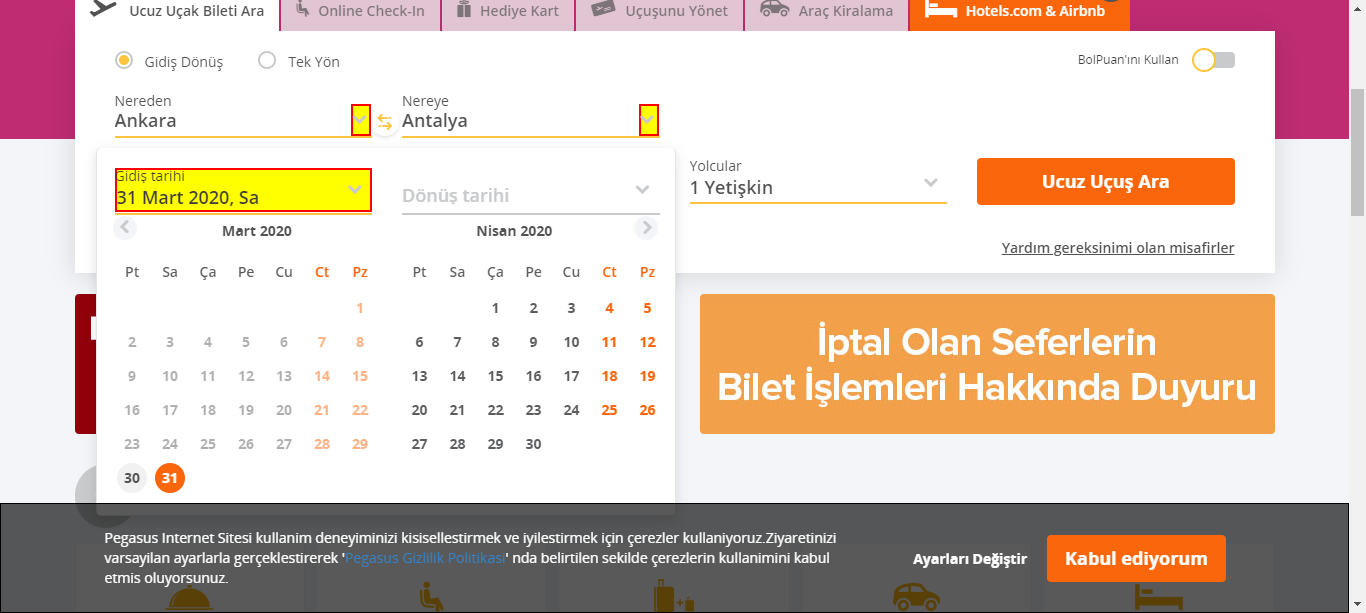 Ucuz Uçak Bileti Ara
Online Check-In
Hediye Kart
Uçuşunu Yönet
Araç Kiralama
Hotels.com & Airbnb
Gidiş Dönüş
Tek Yön
BolPuan'ını Kullan
Nereden
Nereye
Ankara
Antalya
Gidiş tarihi
31 Mart 2020, Sa
Dönüş tarihi
Yolcular
1 Yetişkin
Ucuz Uçuş Ara
Yardım gereksinimi olan misafirler
Mart 2020
Pt Sa Ça Pe Cu Ct Pz
1
2 3 4 5 6 7 8
9 10 11 12 13 14 15
16 17 18 19 20 21 22
23 24 25 26 27 28 29
30 31
Nisan 2020
Pt Sa Ça Pe Cu Ct Pz
1 2 3 4 5
6 7 8 9 10 11 12
13 14 15 16 17 18 19
20 21 22 23 24 25 26
27 28 29 30
İptal Olan Seferlerin
Bilet İşlemleri Hakkında Duyuru
Pegasus Internet Sitesi kullanim deneyiminizi kisisellestirmek ve iyilestirmek için çerezler kullaniyoruz.Ziyaretinizi
varsayilan ayarlarla gerçeklestirerek 'Pegasus Gizlilik Politikasi' nda belirtilen sekilde çerezlerin kullanimini kabul
etmis oluyorsunuz.
Ayarları Değiştir
Kabul ediyorum